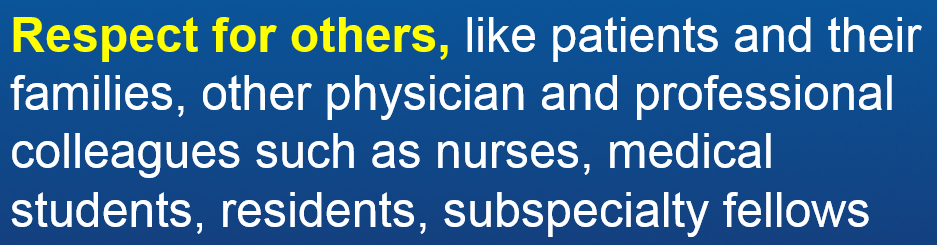 Respect for others, like patients and their
families, other physician and professional
colleagues such as nurses, medical
students, residents, subspecialty fellows